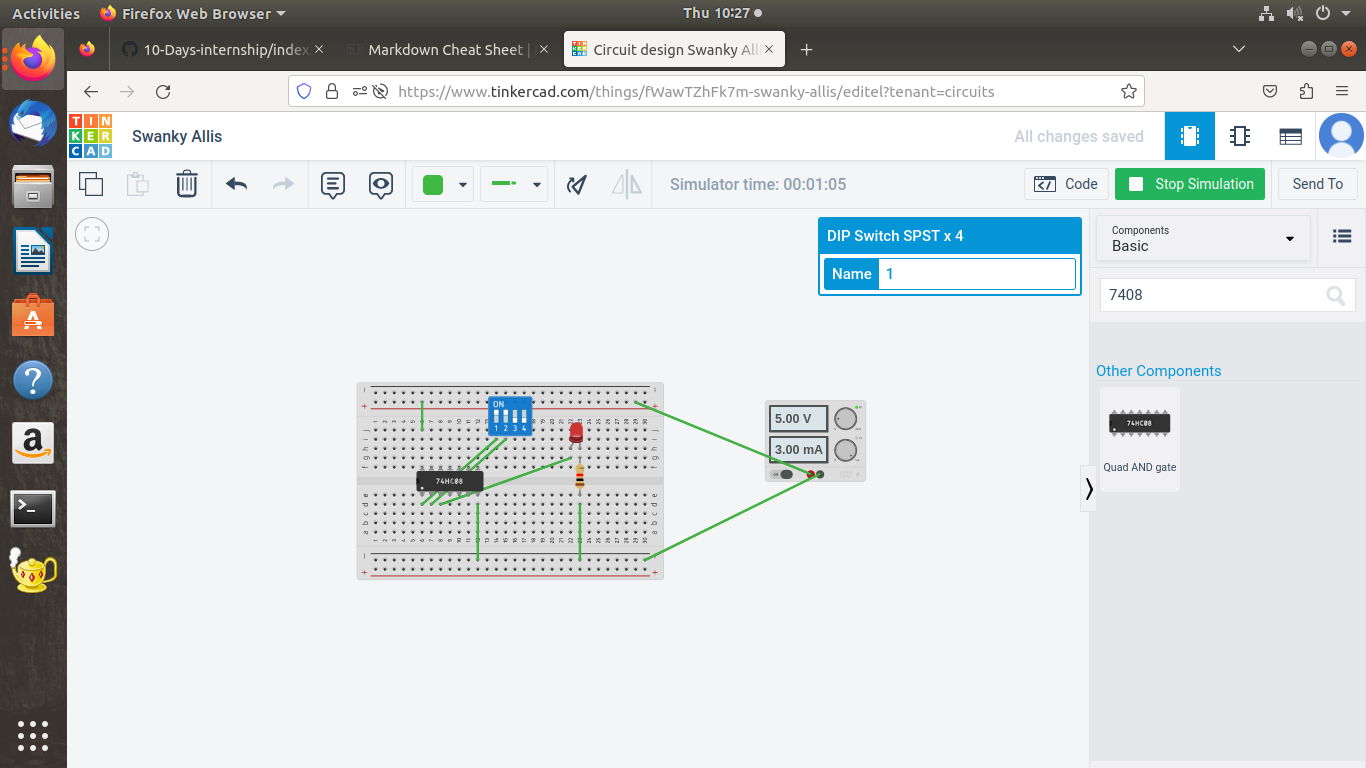 Activities
Firefox Web Browser
Thu 10:27
10-Days-internship/index
Markdown Cheat Sheet |
Circuit design Swanky Alli
https://www.tinkercad.com/things/fWawTZhFk7m-swanky-allis/editel?tenant=circuits
TIN
KER
CAD
Swanky Allis
All changes saved
Simulator time: 00:01:05
Code
Stop Simulation
Send To
DIP Switch SPST x 4
Name
1
Components
Basic
7408
Other Components
74HC08
Quad AND gate
ON
1 2 3 4
74HC08
5.00 V
3.00 mA